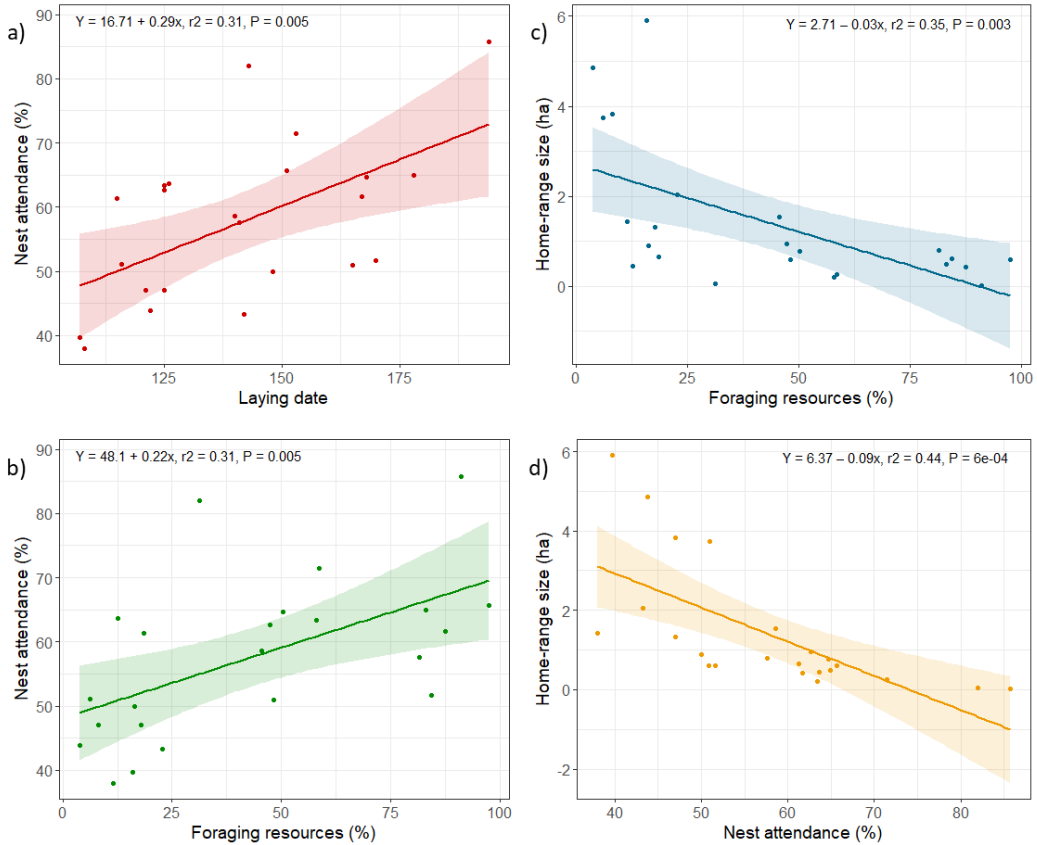 a)
Y = 16.71 + 0.29x, r2 = 0.31, P = 0.005
Nest attendance (%)
90
80
70
60
50
40
125
150
175
Laying date
c)
Y = 2.71 – 0.03x, r2 = 0.35, P = 0.003
Home-range size (ha)
6
4
2
0
0
25
50
75
100
Foraging resources (%)
b)
Y = 48.1 + 0.22x, r2 = 0.31, P = 0.005
Nest attendance (%)
90
80
70
60
50
40
0
25
50
75
100
Foraging resources (%)
d)
Y = 6.37 – 0.09x, r2 = 0.44, P = 6e-04
Home-range size (ha)
6
4
2
0
-2
40
50
60
70
80
Nest attendance (%)